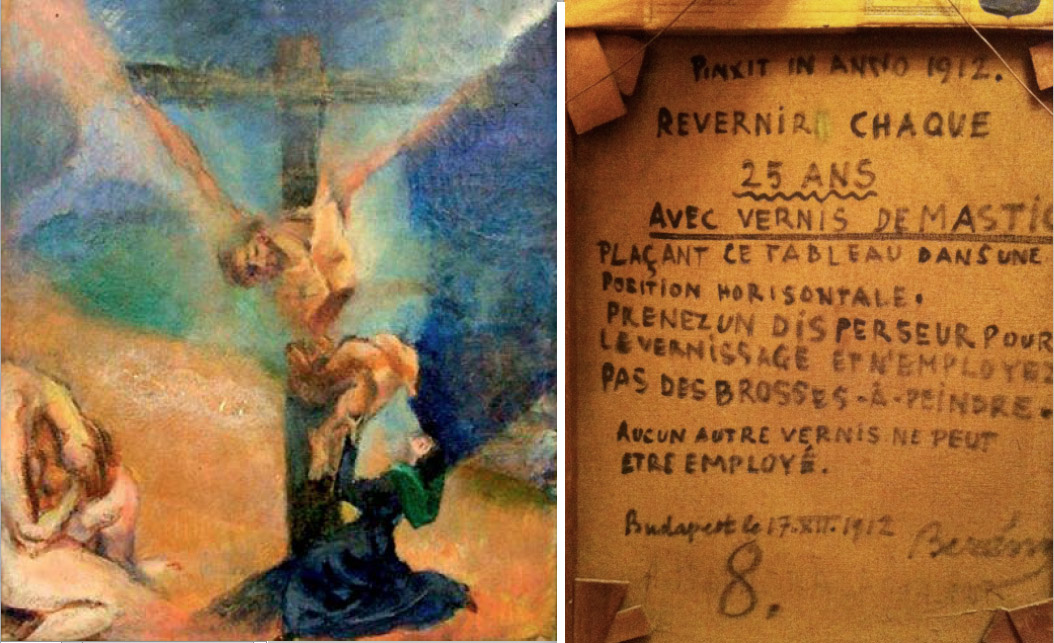 PINXIT IN ANNO 1912.
REVERNIR CHAQUE
25 ANS
AVEC VERNIS DE MASTIC
PLAÇANT CE TABLEAU DANS UNE
POSITION HORISONTALE.
PRENEZ UN DISPERSEUR POUR
LE VERNISSAGE ET N'EMPLOYEZ
PAS DES BROSSES-À-PEINDRE.
AUCUN AUTRE VERNIS NE PEUT
ETRE EMPLOYÉ.
Budapest le 17.XII.1912
8.